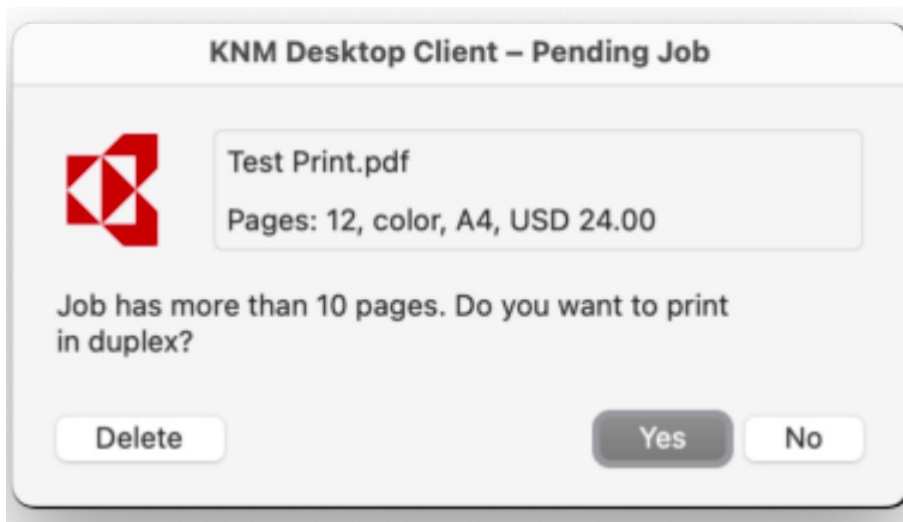 KNM Desktop Client – Pending Job
Test Print.pdf
Pages: 12, color, A4, USD 24.00
Job has more than 10 pages. Do you want to print
in duplex?
Delete
Yes
No